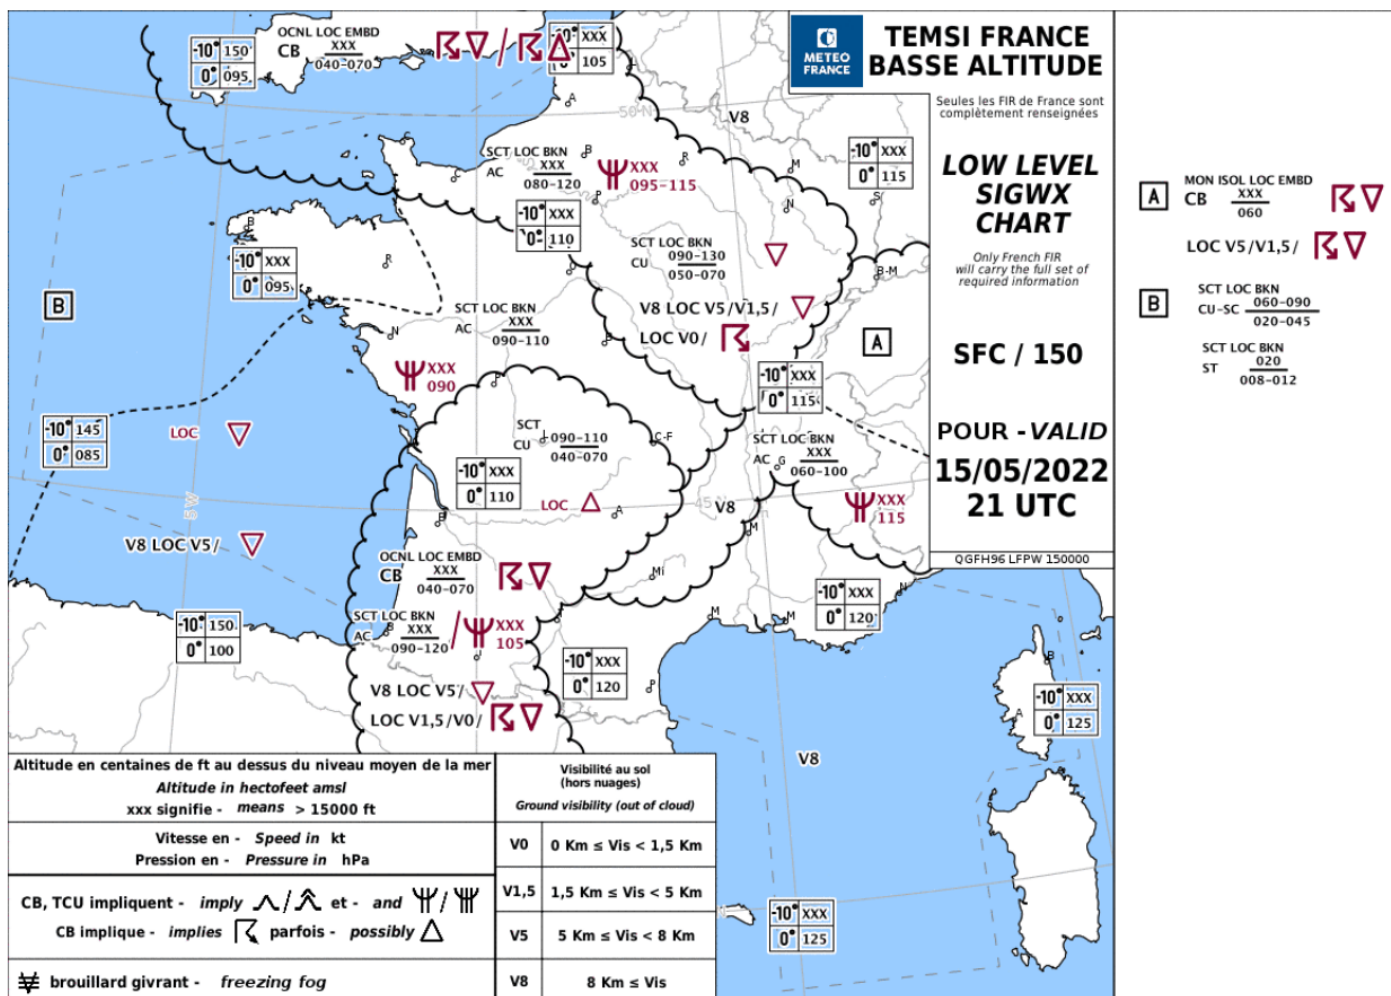 OCNL LOC EMBD
CB XXX
040-070
-10° 150
0° 095
-10° XXX
0° 105
METEO
FRANCE
TEMSI FRANCE
BASSE ALTITUDE
Seules les FIR de France sont
complètement renseignées
LOW LEVEL
SIGWX
CHART
Only French FIR
will carry the full set of
required information
SFC / 150
POUR - VALID
15/05/2022
21 UTC
QGFH96 LFPW 150000
A
MON ISOL LOC EMBD
CB XXX
060
LOC V5/V1,5/
B
SCT LOC BKN
CU-SC 060-090
020-045
SCT LOC BKN
ST 020
008-012
50 N
V8
A
C
SCT LOC BKN
AC XXX
080-120
B
R
M
XXX
095-115
-10° XXX
0° 115
C
P
N
S
-10° XXX
0° 110
B
R
-10° XXX
0° 095
SCT LOC BKN
CU 090-130
050-070
B-M
B
V8 LOC V5/V1,5/
LOC V0/
A
SCT LOC BKN
AC XXX
090-110
N
XXX
090
P
-10° XXX
0° 115
-10° 145
0° 085
LOC
SCT
CU 090-110
040-070
L
C-F
SCT LOC BKN
AC XXX
060-100
G
-10° XXX
0° 110
LOC
A
B
45 N
V8
XXX
115
5 W
V8 LOC V5/
M
OCNL LOC EMBD
CB XXX
040-070
Mi
N
SCT LOC BKN
AC XXX
090-120
B
/
XXX
105
-10° 150
0° 100
M
M
-10° XXX
0° 120
-10° XXX
0° 120
P
B
A
-10° XXX
0° 125
V8 LOC V5/
LOC V1,5/V0/
V8
-10° XXX
0° 125
Altitude en centaines de ft au dessus du niveau moyen de la mer
Altitude in hectofeet amsl
xxx signifie - means > 15000 ft
Vitesse en - Speed in kt
Pression en - Pressure in hPa
CB, TCU impliquent - imply / et - and /
CB implique - implies parfois - possibly
brouillard givrant - freezing fog
Visibilité au sol
(hors nuages)
Ground visibility (out of cloud)
V0 0 Km ≤ Vis < 1,5 Km
V1,5 1,5 Km ≤ Vis < 5 Km
V5 5 Km ≤ Vis < 8 Km
V8 8 Km ≤ Vis